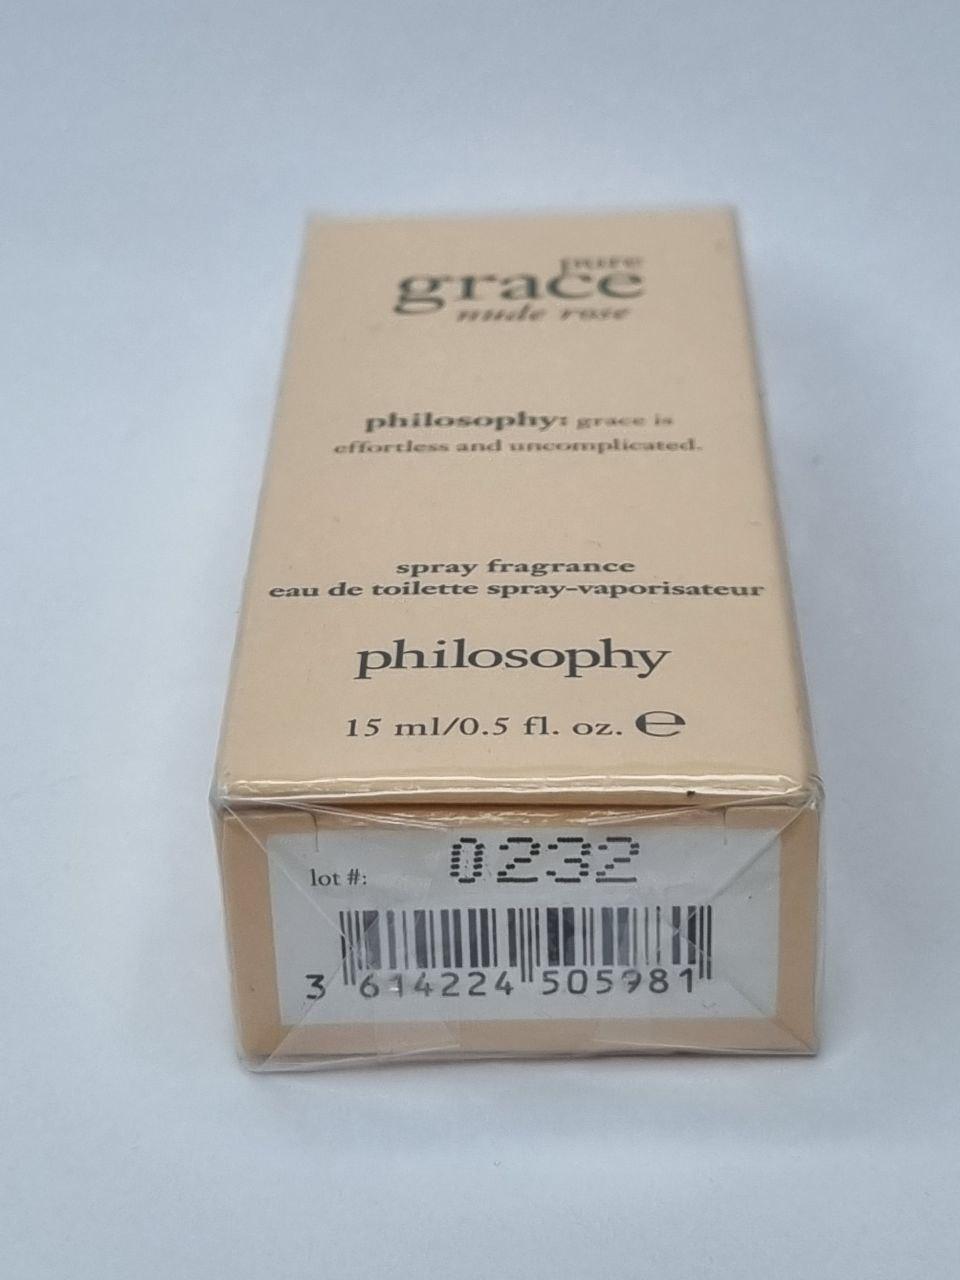 pure
grace
nude rose
philosophy: grace is
effortless and uncomplicated.
spray fragrance
eau de toilette spray-vaporisateur
philosophy
15 ml/0.5 fl. oz. ℮
lot #: 0232
3 614224 505981